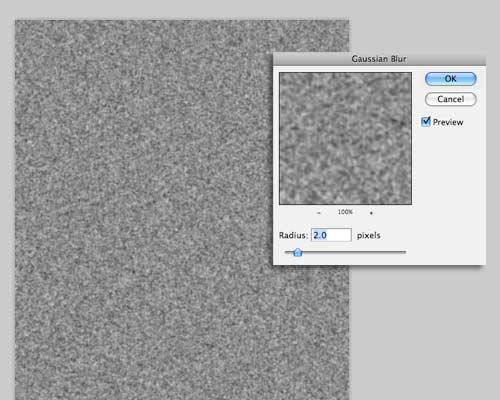 Gaussian Blur
OK
Cancel
Preview
− 100% +
Radius: 2.0 pixels